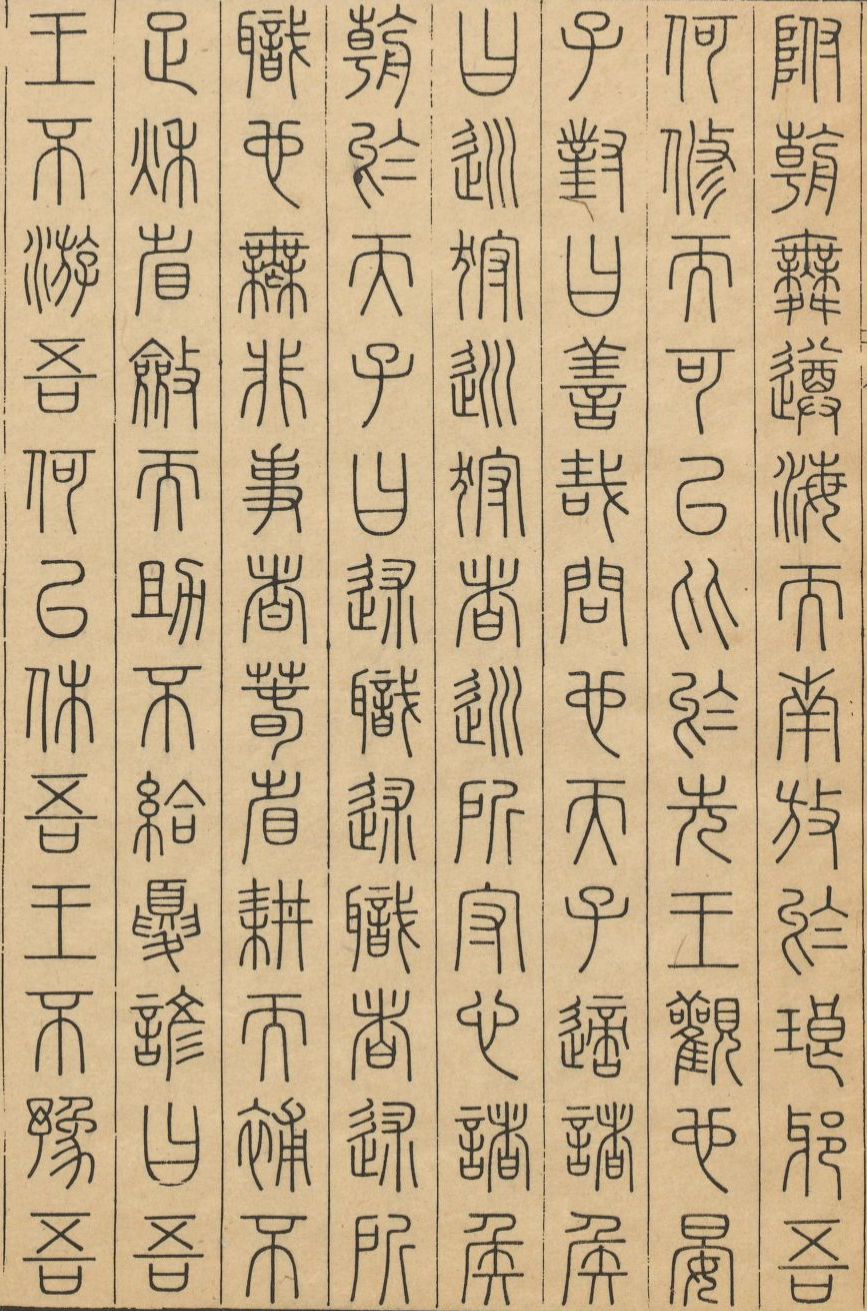 附朝舞遵海而南放於琅邪吾
何修而可以比於先王觀也晏
子對曰善哉問也天子適諸侯
曰巡狩巡狩者巡所守也諸侯
朝於天子曰述職述職者述所
職也無非事者春省耕而補不
足秋省斂而助不給夏諺曰吾
王不游吾何以休吾王不豫吾